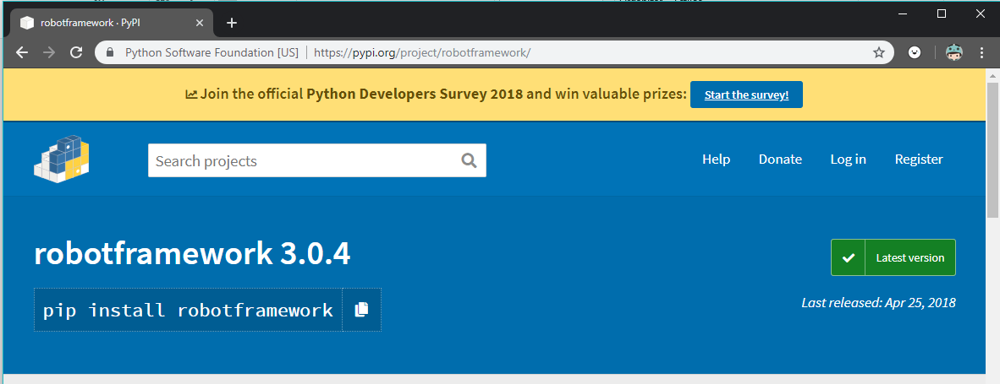 robotframework · PyPI
Python Software Foundation [US] | https://pypi.org/project/robotframework/
Join the official Python Developers Survey 2018 and win valuable prizes: Start the survey!
Search projects
Help Donate Log in Register
robotframework 3.0.4
Latest version
pip install robotframework
Last released: Apr 25, 2018